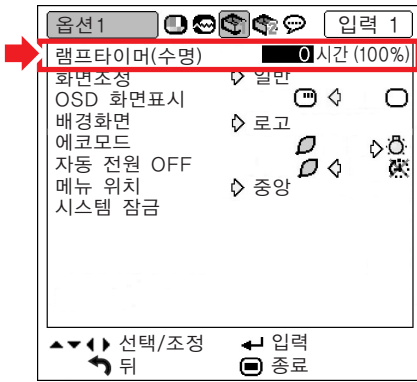 옵션1 입력 1
램프타이머(수명) 0 시간 (100%)
화면조정 일반
OSD 화면표시
배경화면 로고
에코모드
자동 전원 OFF
메뉴 위치 중앙
시스템 잠금
선택/조정 입력
뒤 종료